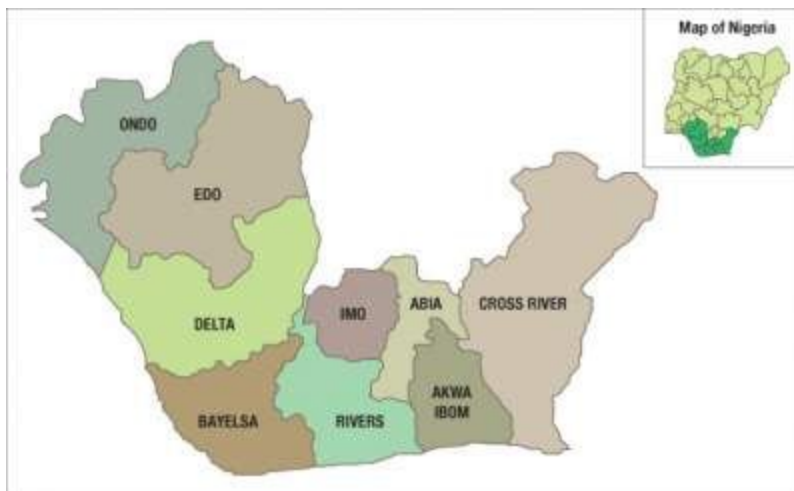 Map of Nigeria
ONDO
EDO
DELTA
IMO
ABIA
CROSS RIVER
BAYELSA
RIVERS
AKWA
IBOM